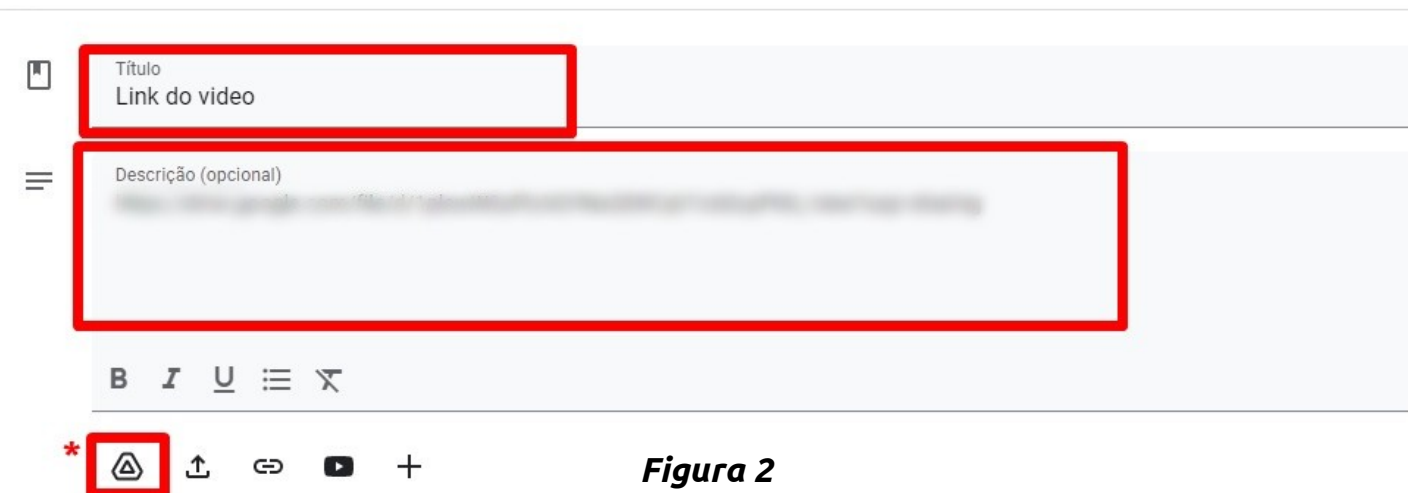 Título
Link do video
Descrição (opcional)
B I U
* Figura 2